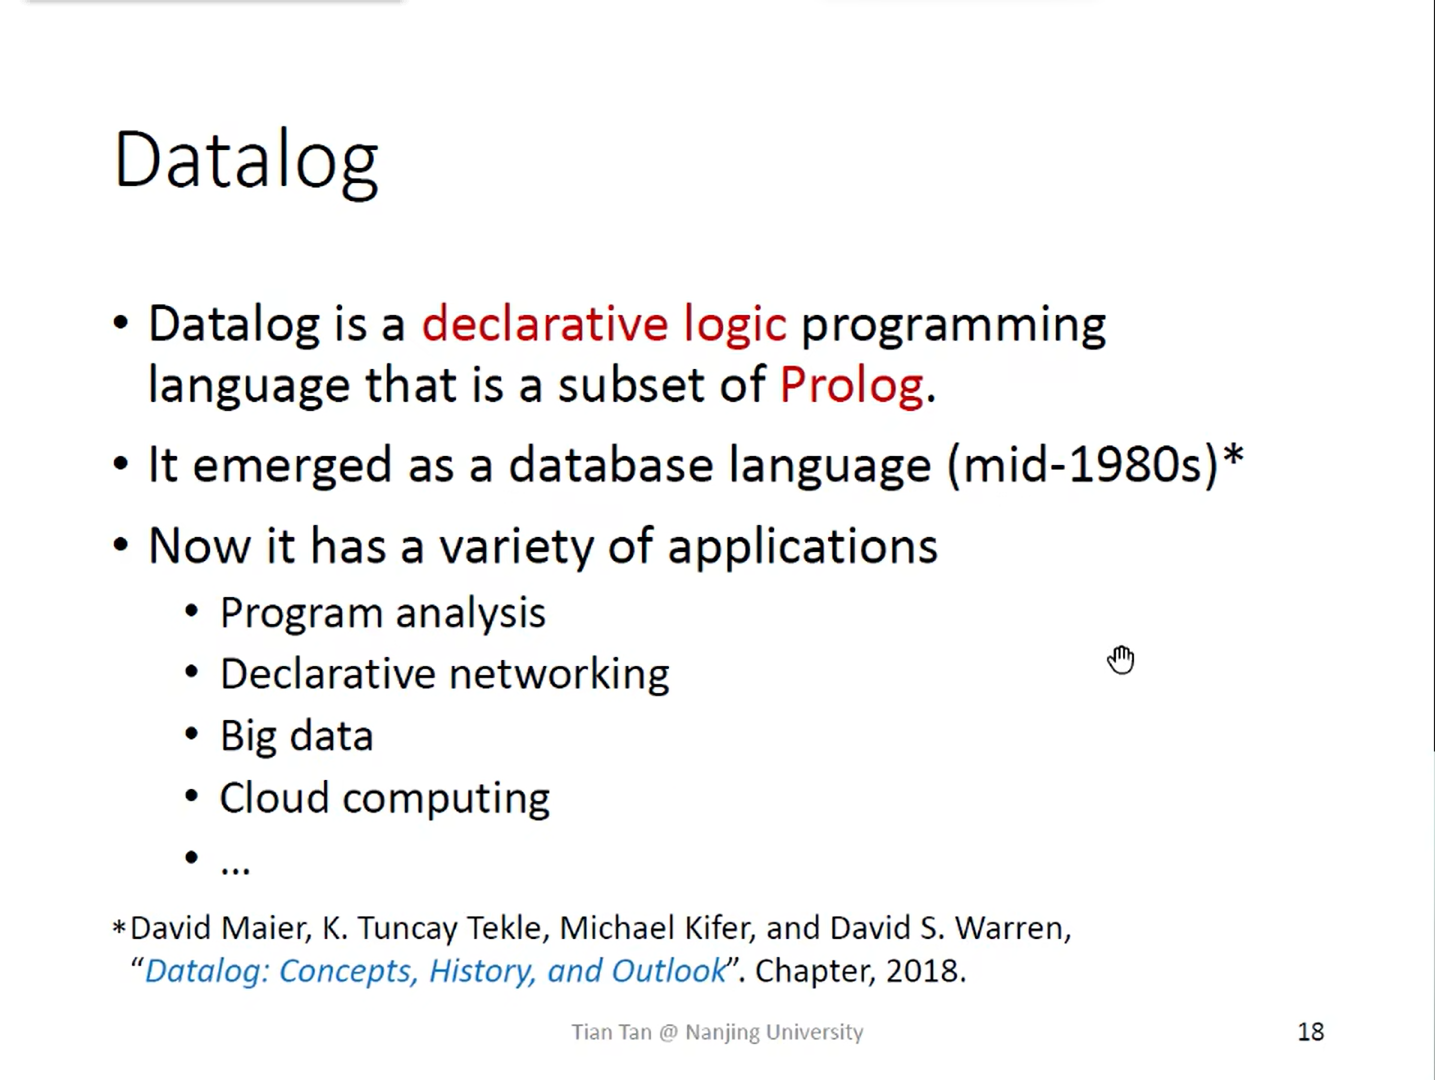 Datalog
• Datalog is a declarative logic programming
language that is a subset of Prolog.
• It emerged as a database language (mid-1980s)*
• Now it has a variety of applications
• Program analysis
• Declarative networking
• Big data
• Cloud computing
• ...
*David Maier, K. Tuncay Tekle, Michael Kifer, and David S. Warren,
“Datalog: Concepts, History, and Outlook”. Chapter, 2018.
Tian Tan @ Nanjing University
18